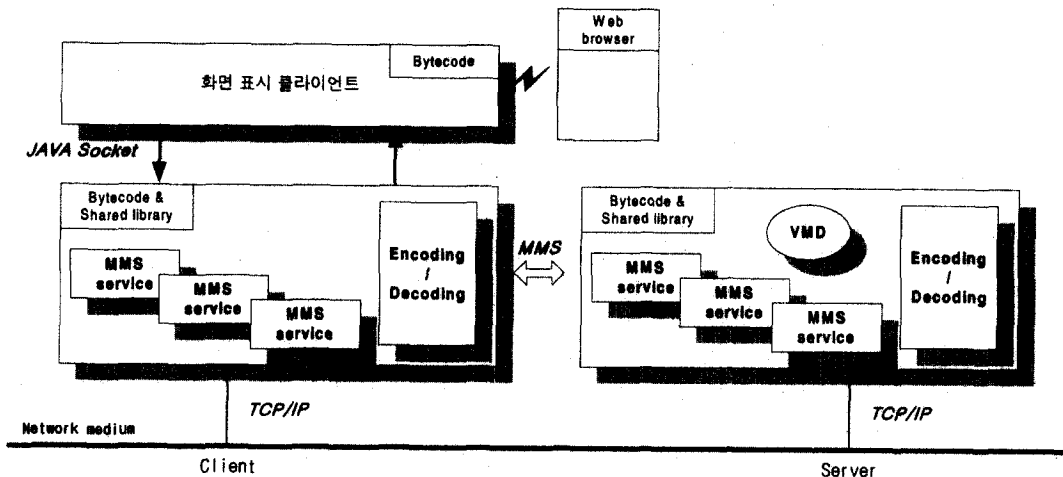 Web
browser
Bytecode
화면 표시 클라이언트
JAVA Socket
Bytecode &
Shared library
MMS
service
MMS
service
MMS
service
Encoding
/
Decoding
MMS
Bytecode &
Shared library
VMD
MMS
service
MMS
service
MMS
service
Encoding
/
Decoding
TCP/IP
TCP/IP
Network medium
Client
Server